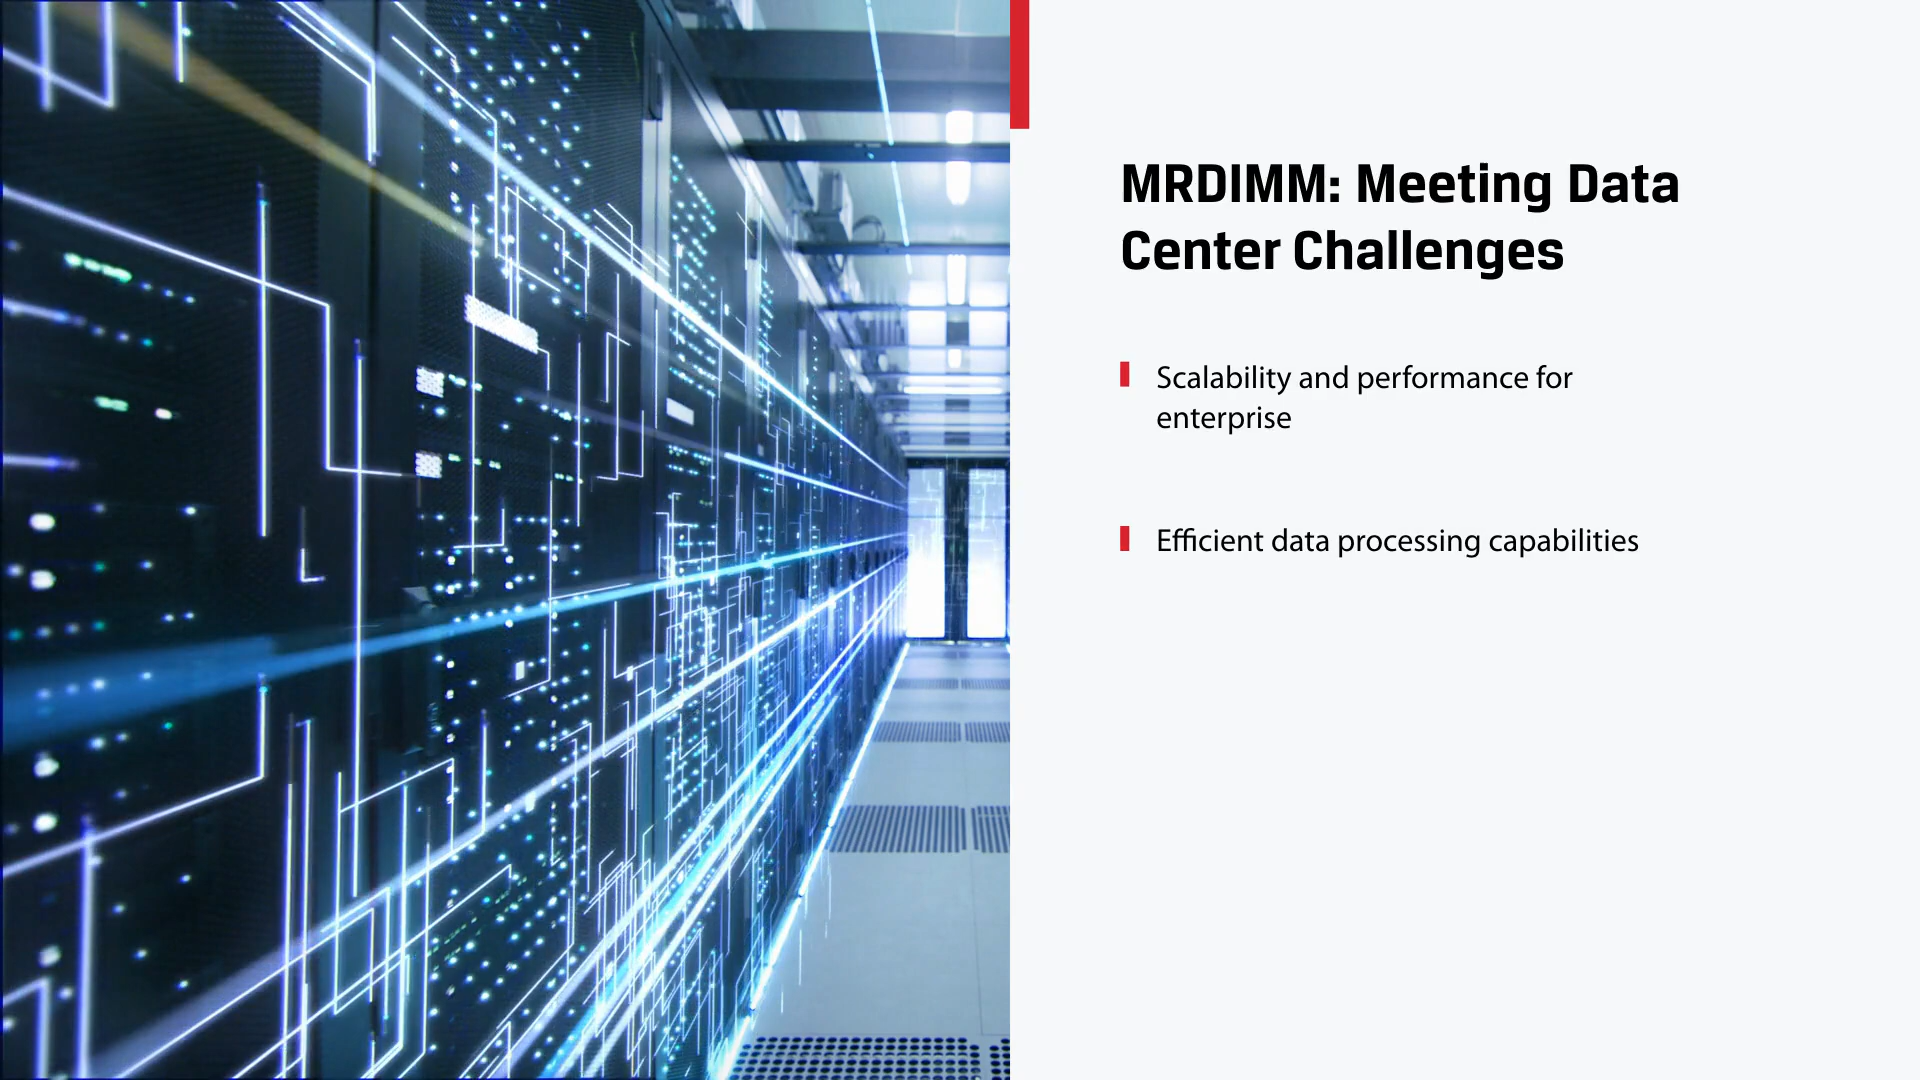 MRDIMM: Meeting Data
Center Challenges
Scalability and performance for
enterprise
Efficient data processing capabilities